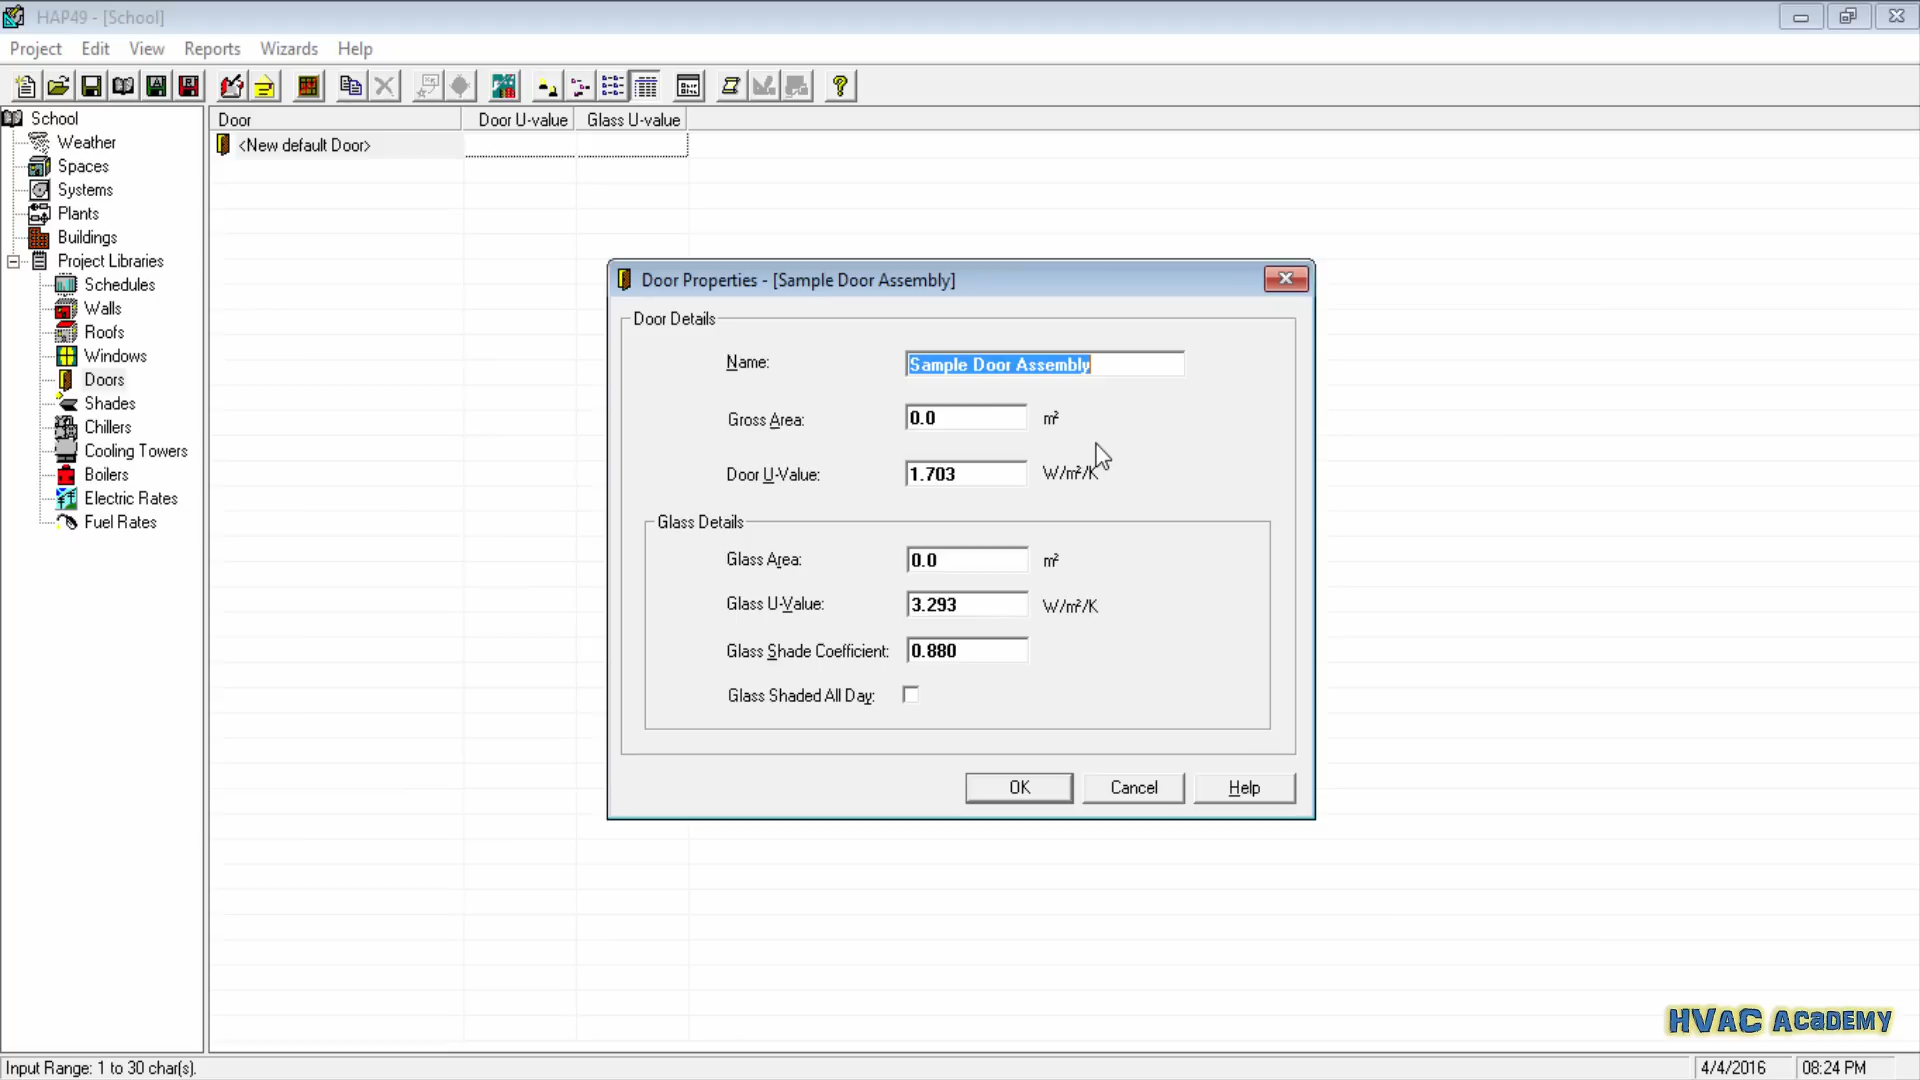 HAP49 - [School]
Project Edit View Reports Wizards Help
School
Weather
Spaces
Systems
Plants
Buildings
Project Libraries
Schedules
Walls
Roofs
Windows
Doors
Shades
Chillers
Cooling Towers
Boilers
Electric Rates
Fuel Rates
Door Door U-value Glass U-value
<New default Door>
Door Properties - [Sample Door Assembly]
Door Details
Name: Sample Door Assembly
Gross Area: 0.0 m²
Door U-Value: 1.703 W/m²/K
Glass Details
Glass Area: 0.0 m²
Glass U-Value: 3.293 W/m²/K
Glass Shade Coefficient: 0.880
Glass Shaded All Day:
OK Cancel Help
HVAC ACADEMY
Input Range: 1 to 30 char(s). 4/4/2016 08:24 PM